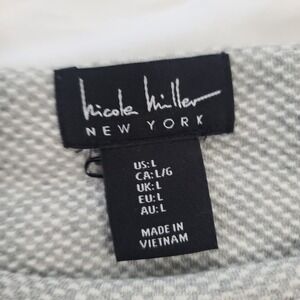 Nicole Miller
NEW YORK
US: L
CA: L/G
UK: L
EU: L
AU: L
MADE IN
VIETNAM